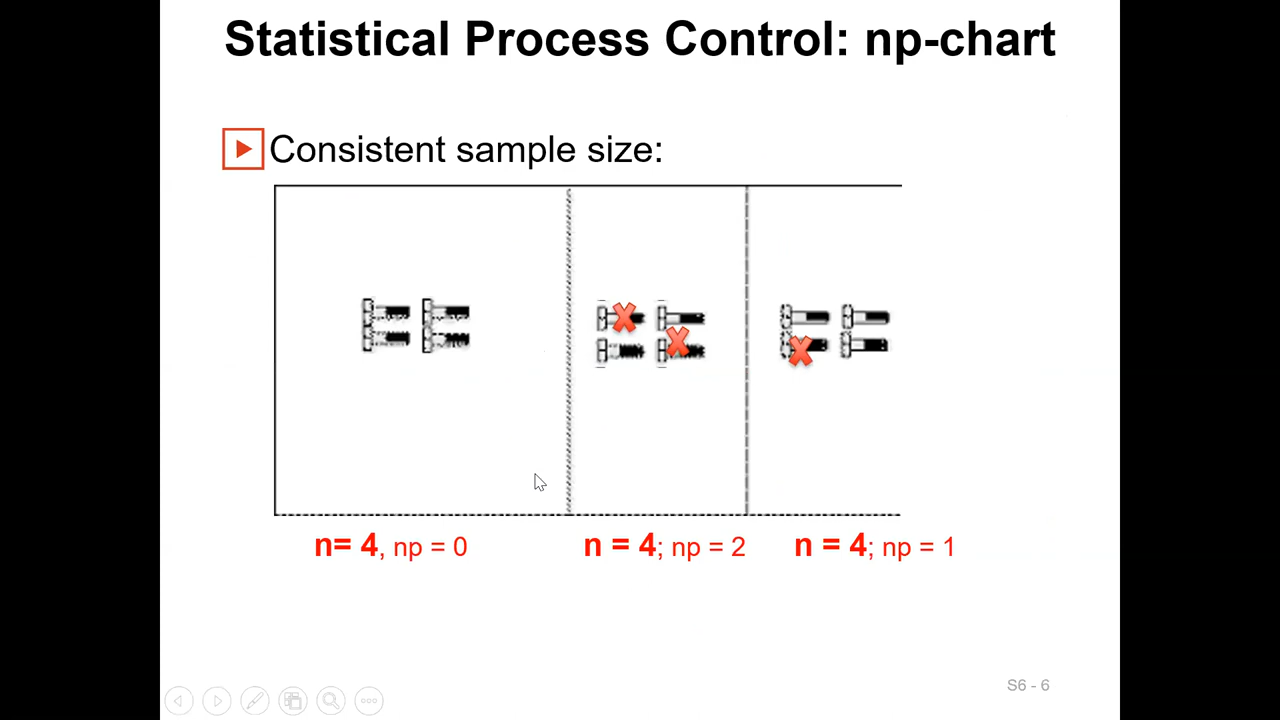 Statistical Process Control: np-chart
Consistent sample size:
n= 4, np = 0
n = 4; np = 2
n = 4; np = 1
S6 - 6